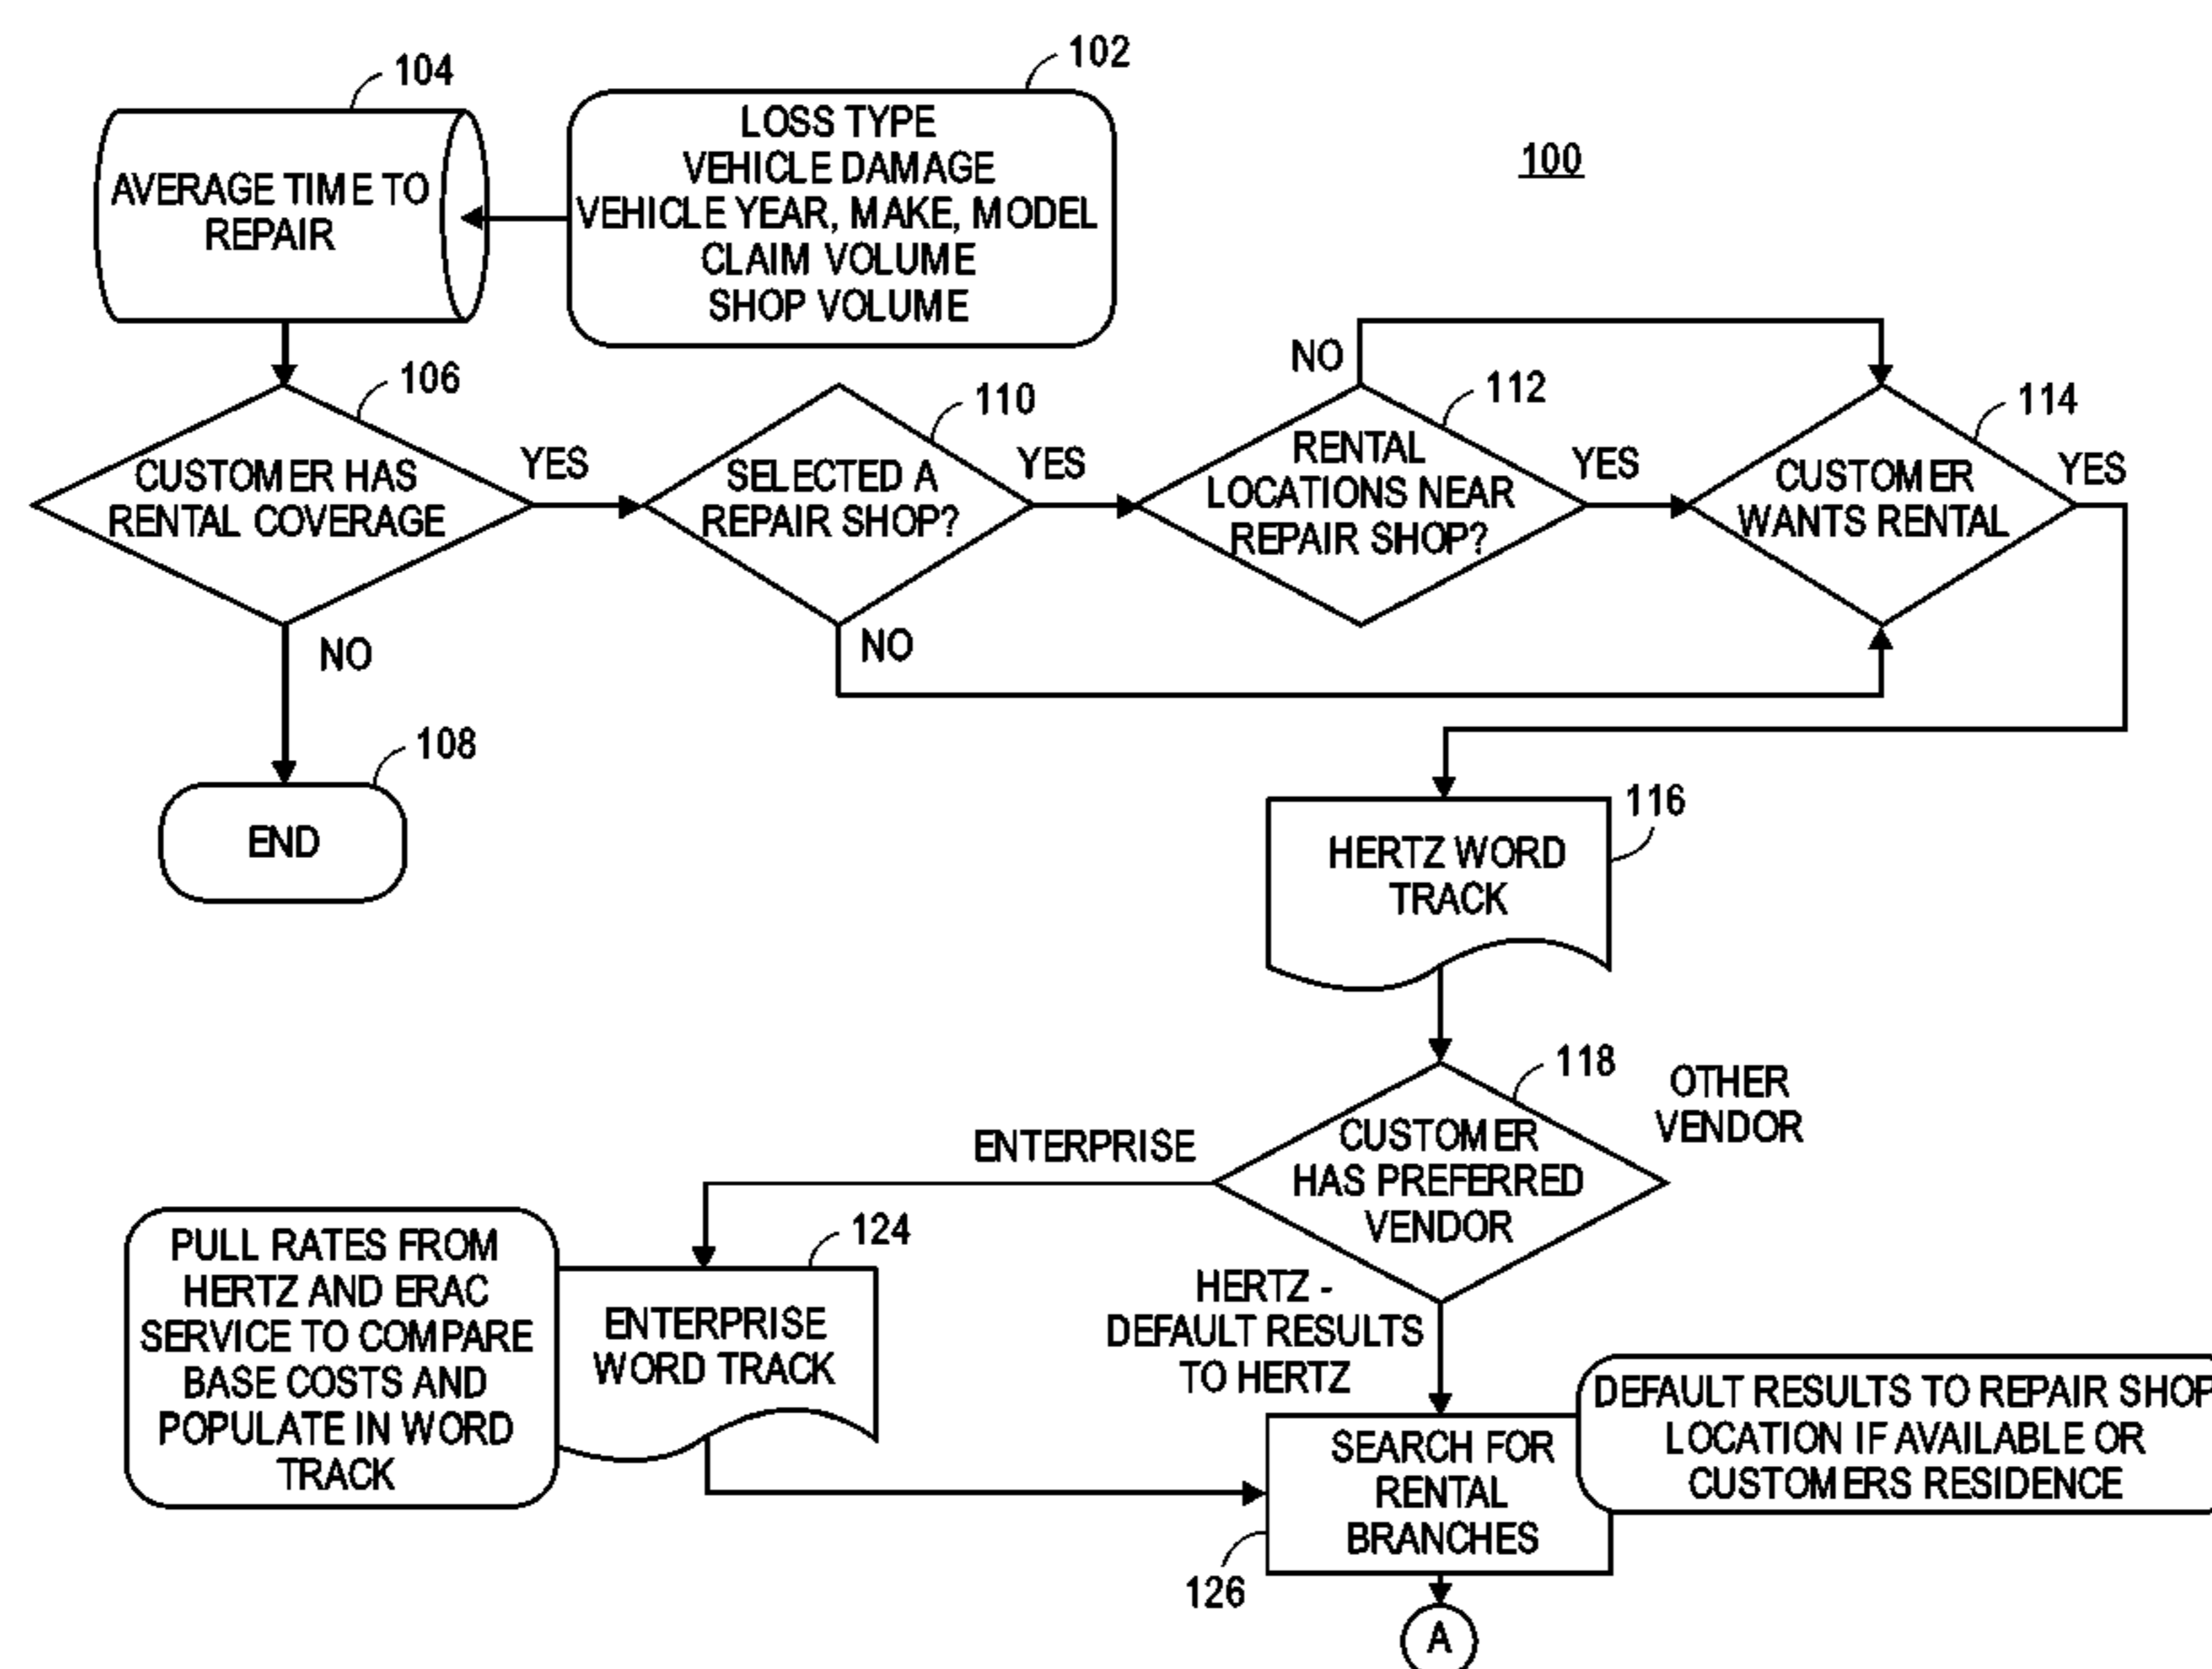 104
AVERAGE TIME TO
REPAIR
102
LOSS TYPE
VEHICLE DAMAGE
VEHICLE YEAR, MAKE, MODEL
CLAIM VOLUME
SHOP VOLUME
100
106
CUSTOMER HAS
RENTAL COVERAGE
YES
NO
108
END
110
SELECTED A
REPAIR SHOP?
YES
NO
112
RENTAL
LOCATIONS NEAR
REPAIR SHOP?
NO
YES
114
CUSTOMER
WANTS RENTAL
YES
116
HERTZ WORD
TRACK
118
CUSTOMER
HAS PREFERRED
VENDOR
OTHER
VENDOR
ENTERPRISE
HERTZ -
DEFAULT RESULTS
TO HERTZ
PULL RATES FROM
HERTZ AND ERAC
SERVICE TO COMPARE
BASE COSTS AND
POPULATE IN WORD
TRACK
124
ENTERPRISE
WORD TRACK
SEARCH FOR
RENTAL
BRANCHES
126
DEFAULT RESULTS TO REPAIR SHOP
LOCATION IF AVAILABLE OR
CUSTOMERS RESIDENCE
A